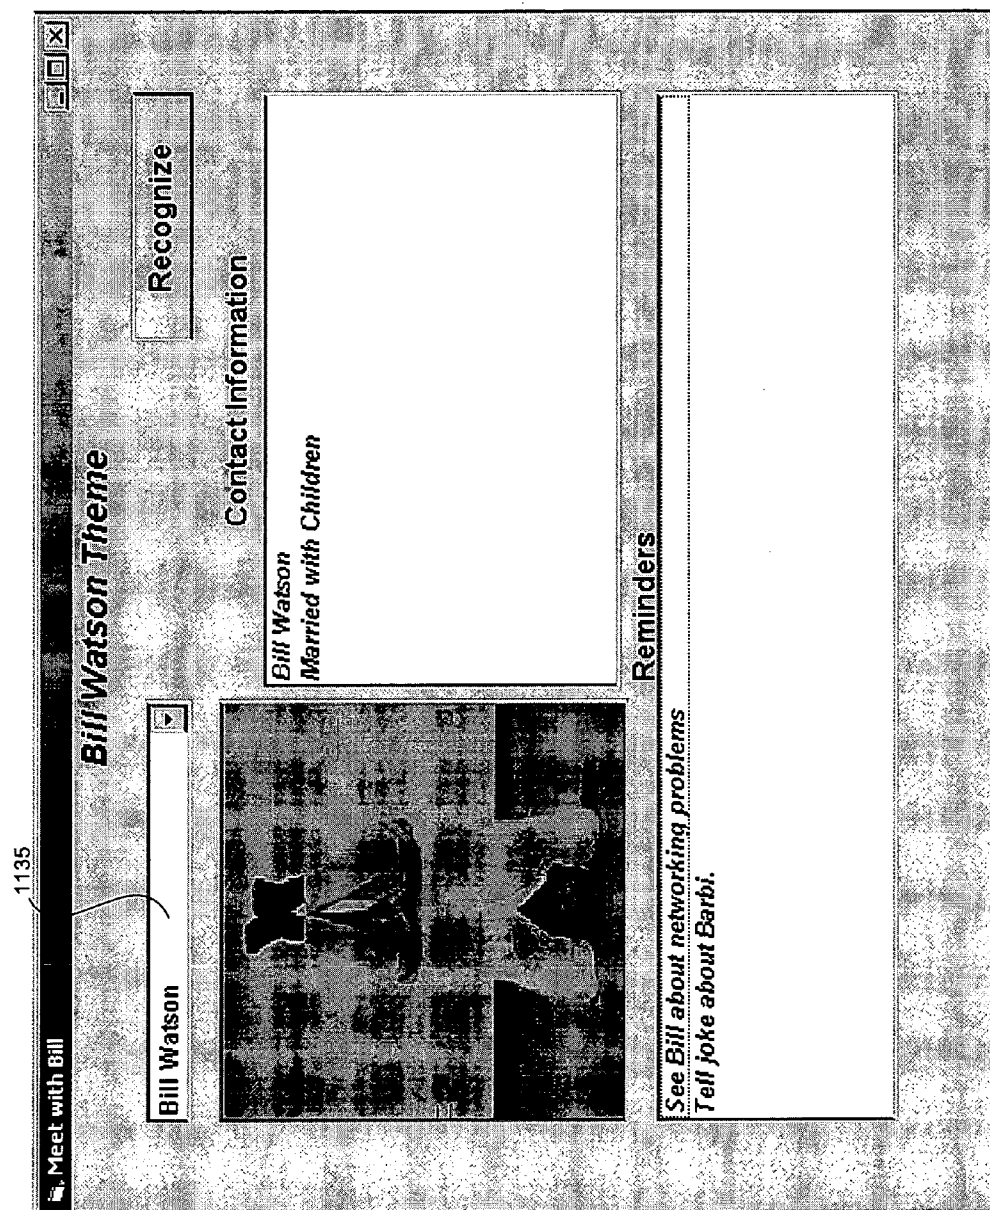 1135
Meet with Bill
Bill Watson Theme
Bill Watson
Recognize
Contact Information
Bill Watson
Married with Children
Reminders
See Bill about networking problems
Tell joke about Barbi.